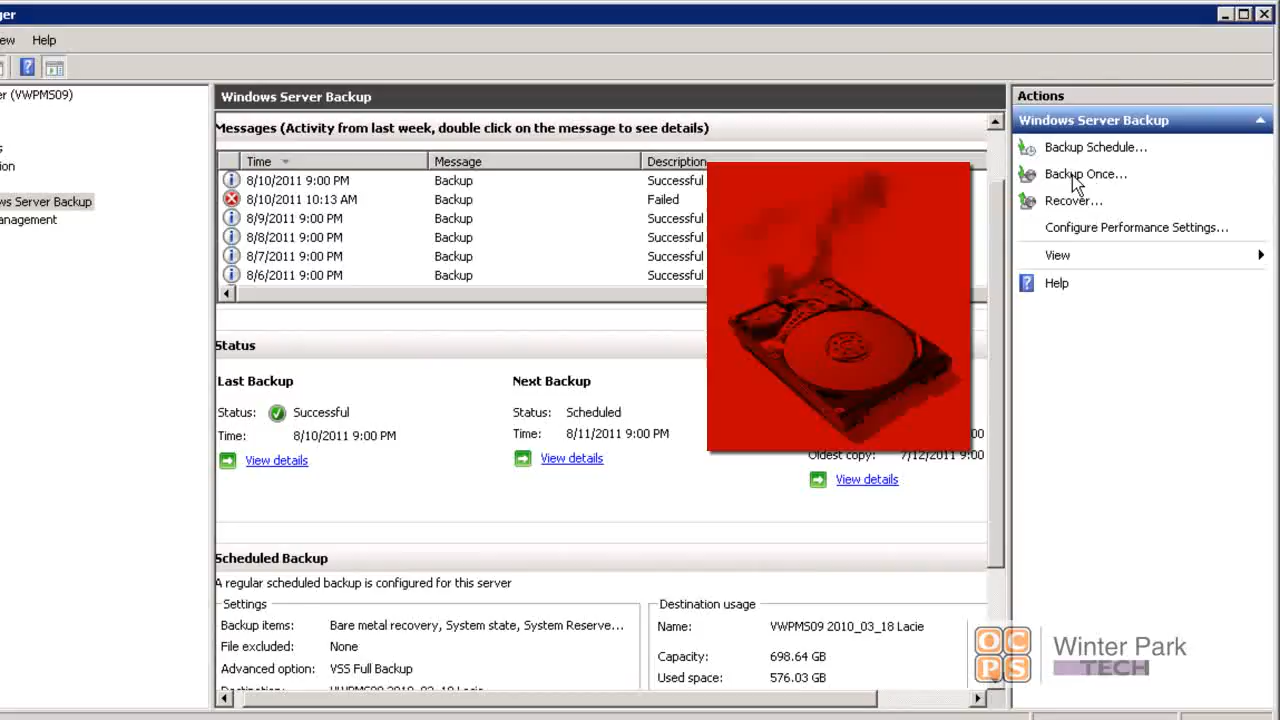 ger
ew Help
er (VWPMS09)
s
ion
ws Server Backup
anagement
Windows Server Backup
Messages (Activity from last week, double click on the message to see details)
Time Message Description
8/10/2011 9:00 PM Backup Successful
8/10/2011 10:13 AM Backup Failed
8/9/2011 9:00 PM Backup Successful
8/8/2011 9:00 PM Backup Successful
8/7/2011 9:00 PM Backup Successful
8/6/2011 9:00 PM Backup Successful
Status
Last Backup
Status: Successful
Time: 8/10/2011 9:00 PM
View details
Next Backup
Status: Scheduled
Time: 8/11/2011 9:00 PM
View details
00
Oldest copy: 7/12/2011 9:00
View details
Scheduled Backup
A regular scheduled backup is configured for this server
Settings
Backup items: Bare metal recovery, System state, System Reserve...
File excluded: None
Advanced option: VSS Full Backup
Destination: VWPMS09 2010_03_18 Lacie
Destination usage
Name: VWPMS09 2010_03_18 Lacie
Capacity: 698.64 GB
Used space: 576.03 GB
Actions
Windows Server Backup
Backup Schedule...
Backup Once...
Recover...
Configure Performance Settings...
View
Help
OC
PS
Winter Park
TECH